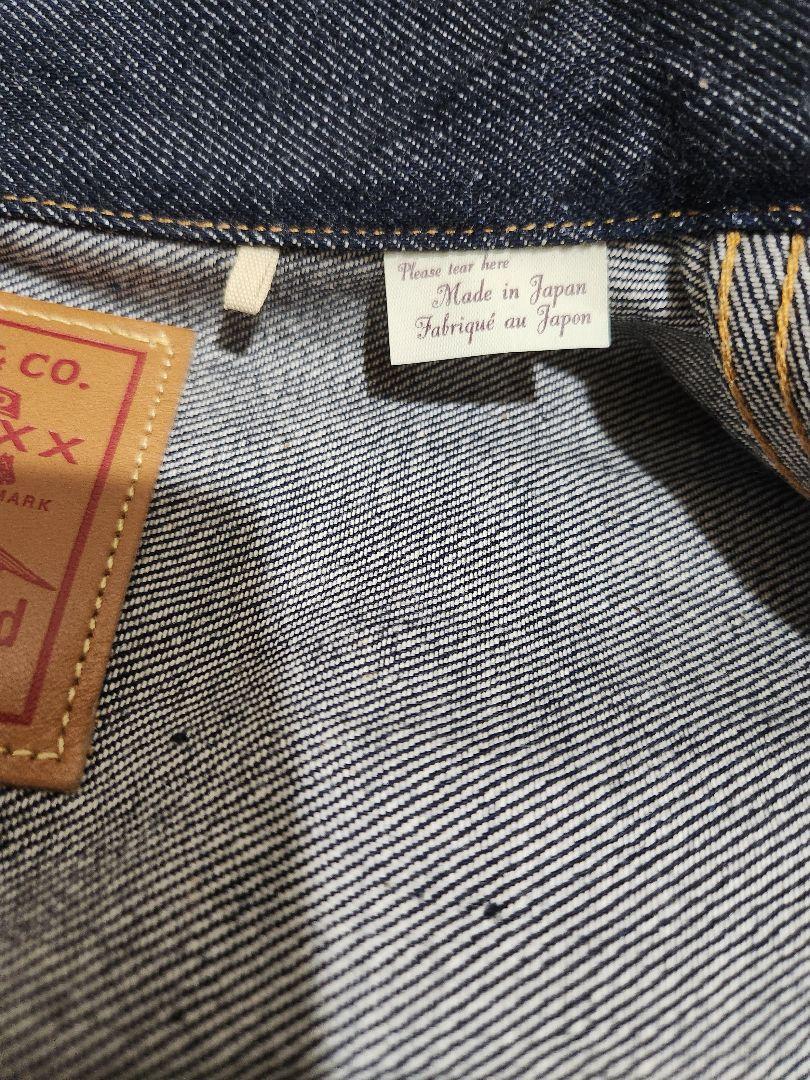 Please tear here
Made in Japan
Fabriqué au Japon
& CO.
XX
MARK
d